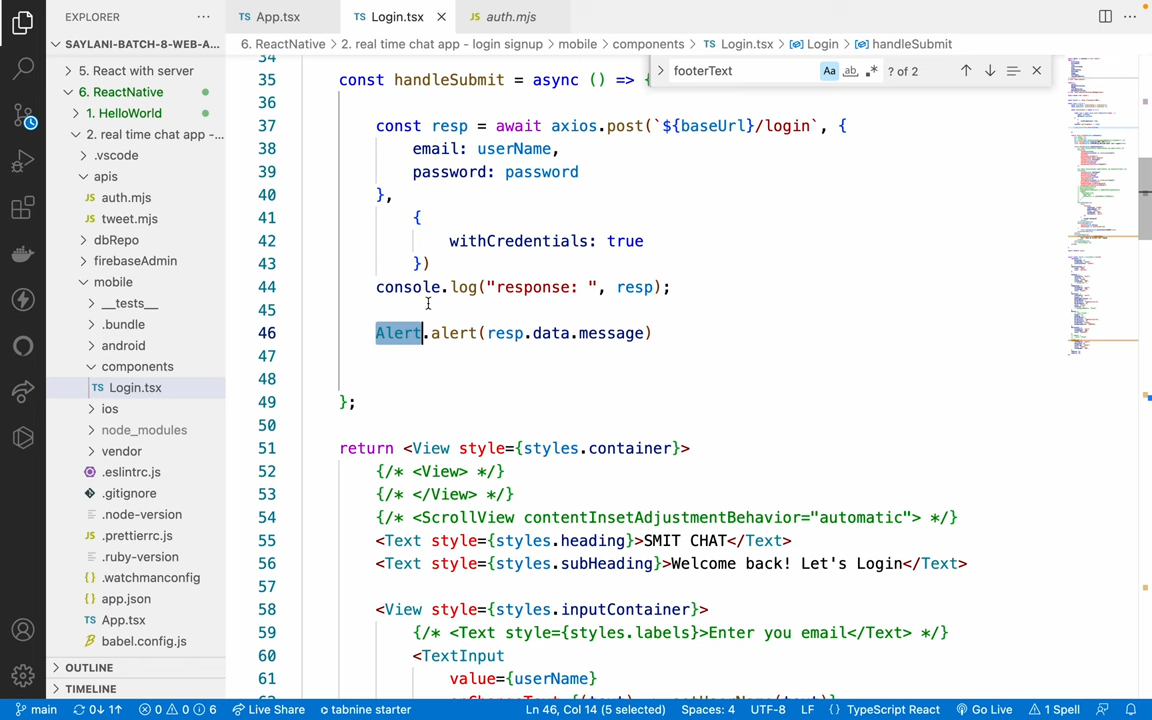 EXPLORER
App.tsx
Login.tsx
auth.mjs
SAYLANI-BATCH-8-WEB-A...
6. ReactNative > 2. real time chat app - login signup > mobile > components > TS Login.tsx > Login > handleSubmit
5. React with server
6. ReactNative
1. HelloWorld
2. real time chat app -...
.vscode
apis
JS auth.mjs
JS tweet.mjs
dbRepo
firebaseAdmin
mobile
__tests__
.bundle
android
components
TS Login.tsx
ios
node_modules
vendor
.eslintrc.js
.gitignore
.node-version
JS .prettierrc.js
.ruby-version
{} .watchmanconfig
{} app.json
TS App.tsx
babel.config.js
OUTLINE
TIMELINE
footerText
Aa
ab
.*
? of 2
34
35 const handleSubmit = async () => {
36
37 const resp = await axios.post(`${baseUrl}/login`, {
38 email: userName,
39 password: password
40 },
41 {
42 withCredentials: true
43 })
44 console.log("response: ", resp);
45
46 Alert.alert(resp.data.message)
47
48
49 };
50
51 return <View style={styles.container}>
52 {/* <View> */}
53 {/* </View> */}
54 {/* <ScrollView contentInsetAdjustmentBehavior="automatic"> */}
55 <Text style={styles.heading}>SMIT CHAT</Text>
56 <Text style={styles.subHeading}>Welcome back! Let's Login</Text>
57
58 <View style={styles.inputContainer}>
59 {/* <Text style={styles.labels}>Enter you email</Text> */}
60 <TextInput
61 value={userName}
main
0↓ 1↑
0 0 6
Live Share
tabnine starter
Ln 46, Col 14 (5 selected)
Spaces: 4
UTF-8
LF
{} TypeScript React
Go Live
1 Spell